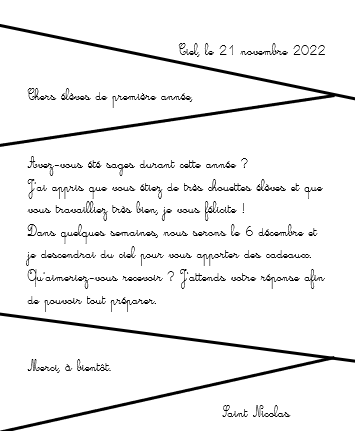 Ciel, le 21 novembre 2022
Chers élèves de première année,
Avez-vous été sages durant cette année ?
J'ai appris que vous étiez de très chouettes élèves et que
vous travailliez très bien, je vous félicite !
Dans quelques semaines, nous serons le 6 décembre et
je descendrai du ciel pour vous apporter des cadeaux.
Qu'aimeriez-vous recevoir ? J'attends votre réponse afin
de pouvoir tout préparer.
Merci, à bientôt.
Saint Nicolas